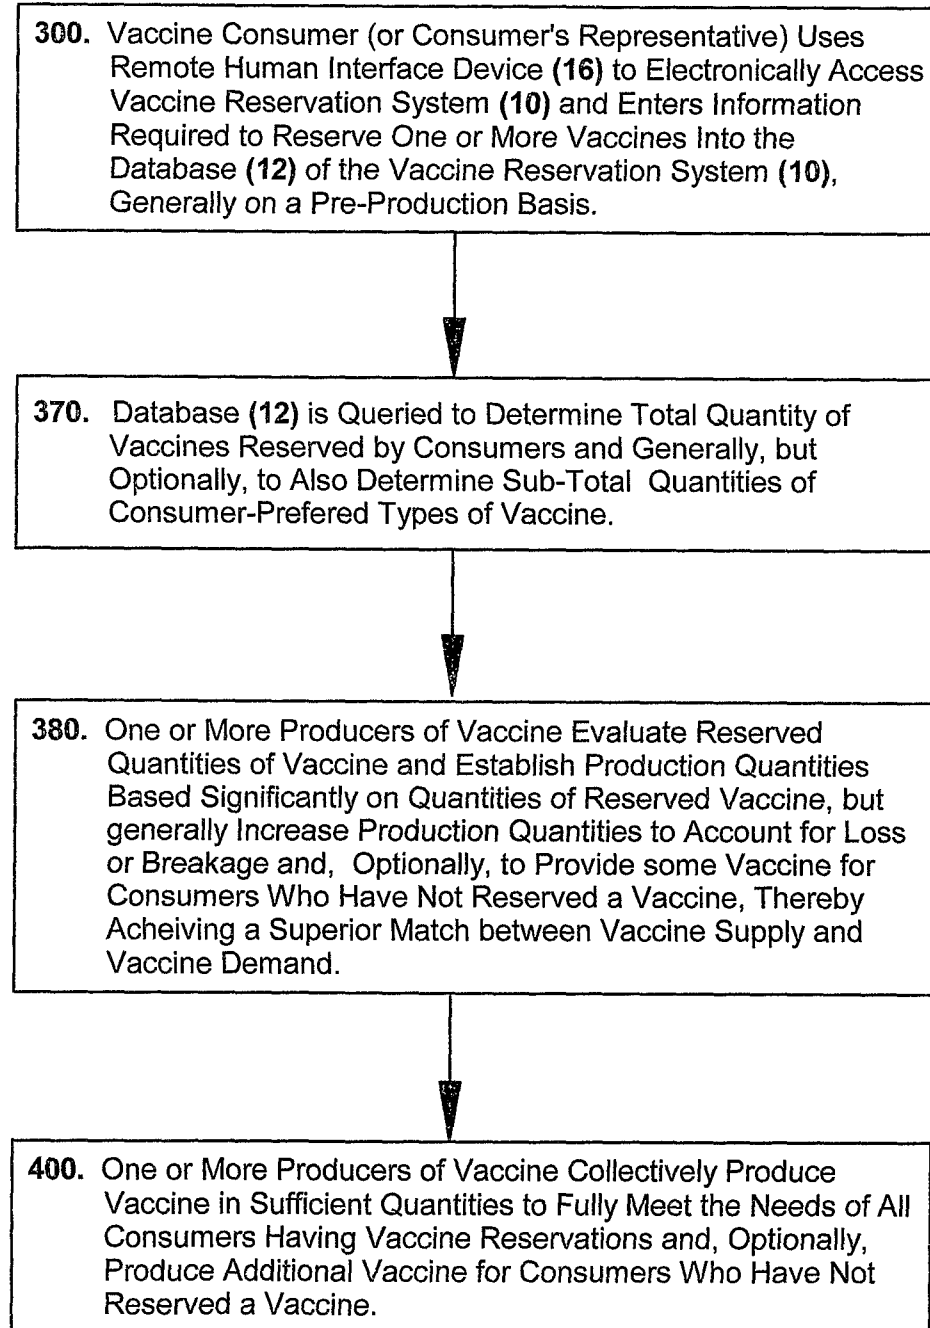 300. Vaccine Consumer (or Consumer's Representative) Uses
Remote Human Interface Device (16) to Electronically Access
Vaccine Reservation System (10) and Enters Information
Required to Reserve One or More Vaccines Into the
Database (12) of the Vaccine Reservation System (10),
Generally on a Pre-Production Basis.
370. Database (12) is Queried to Determine Total Quantity of
Vaccines Reserved by Consumers and Generally, but
Optionally, to Also Determine Sub-Total Quantities of
Consumer-Prefered Types of Vaccine.
380. One or More Producers of Vaccine Evaluate Reserved
Quantities of Vaccine and Establish Production Quantities
Based Significantly on Quantities of Reserved Vaccine, but
generally Increase Production Quantities to Account for Loss
or Breakage and, Optionally, to Provide some Vaccine for
Consumers Who Have Not Reserved a Vaccine, Thereby
Acheiving a Superior Match between Vaccine Supply and
Vaccine Demand.
400. One or More Producers of Vaccine Collectively Produce
Vaccine in Sufficient Quantities to Fully Meet the Needs of All
Consumers Having Vaccine Reservations and, Optionally,
Produce Additional Vaccine for Consumers Who Have Not
Reserved a Vaccine.